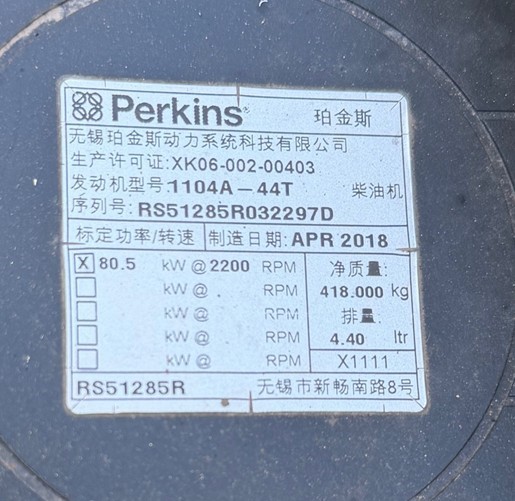 Perkins® 珀金斯
无锡珀金斯动力系统科技有限公司
生产许可证:XK06-002-00403
发动机型号:1104A-44T 柴油机
序列号: RS51285R032297D
标定功率/转速 制造日期: APR 2018
X 80.5 kW @ 2200 RPM 净质量:
kW @ RPM 418.000 kg
kW @ RPM 排量:
kW @ RPM 4.40 ltr
kW @ RPM X1111
RS51285R 无锡市新畅南路8号